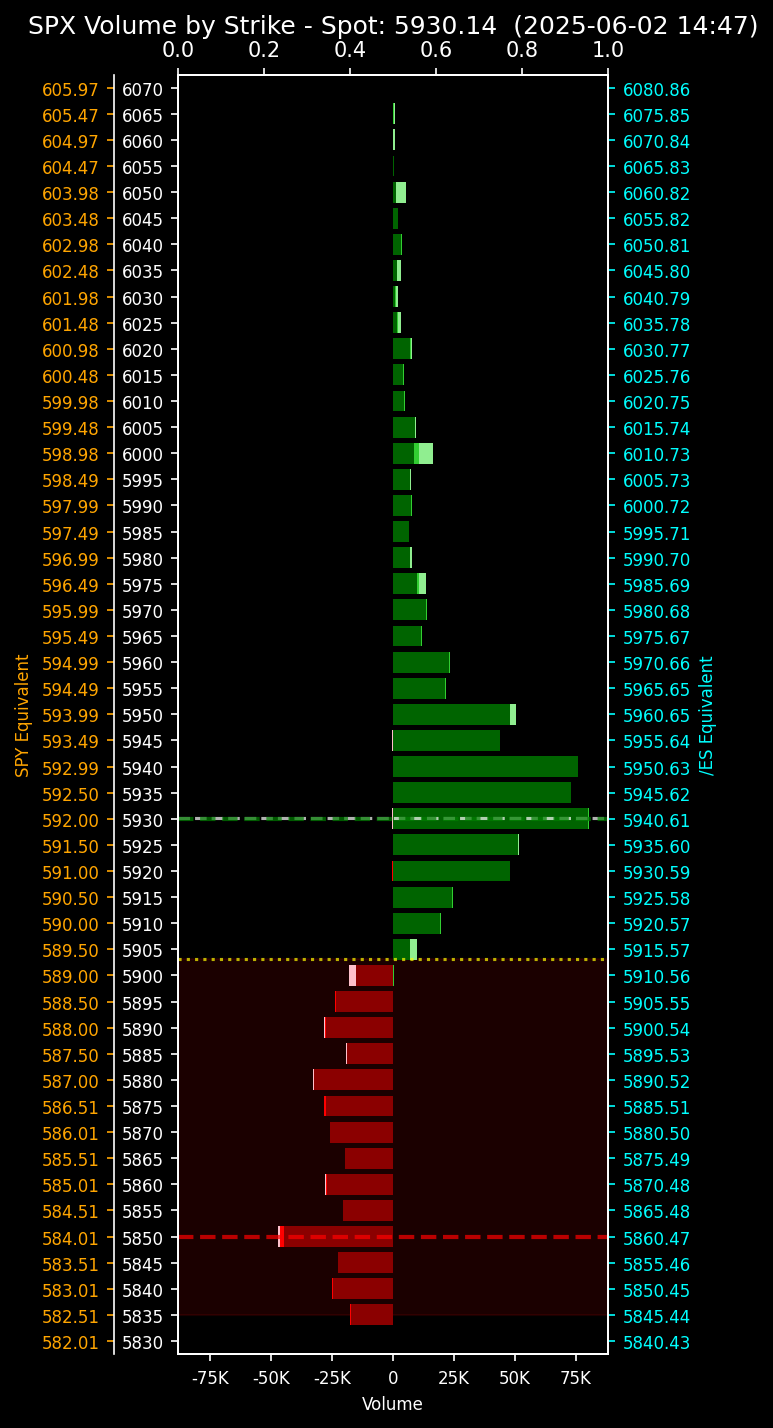 SPX Volume by Strike - Spot: 5930.14 (2025-06-02 14:47)
0.0 0.2 0.4 0.6 0.8 1.0
605.97 6070 6080.86
605.47 6065 6075.85
604.97 6060 6070.84
604.47 6055 6065.83
603.98 6050 6060.82
603.48 6045 6055.82
602.98 6040 6050.81
602.48 6035 6045.80
601.98 6030 6040.79
601.48 6025 6035.78
600.98 6020 6030.77
600.48 6015 6025.76
599.98 6010 6020.75
599.48 6005 6015.74
598.98 6000 6010.73
598.49 5995 6005.73
597.99 5990 6000.72
597.49 5985 5995.71
596.99 5980 5990.70
596.49 5975 5985.69
595.99 5970 5980.68
595.49 5965 5975.67
594.99 5960 5970.66
594.49 5955 5965.65
593.99 5950 5960.65
593.49 5945 5955.64
592.99 5940 5950.63
592.50 5935 5945.62
592.00 5930 5940.61
591.50 5925 5935.60
591.00 5920 5930.59
590.50 5915 5925.58
590.00 5910 5920.57
589.50 5905 5915.57
589.00 5900 5910.56
588.50 5895 5905.55
588.00 5890 5900.54
587.50 5885 5895.53
587.00 5880 5890.52
586.51 5875 5885.51
586.01 5870 5880.50
585.51 5865 5875.49
585.01 5860 5870.48
584.51 5855 5865.48
584.01 5850 5860.47
583.51 5845 5855.46
583.01 5840 5850.45
582.51 5835 5845.44
582.01 5830 5840.43
SPY Equivalent
/ES Equivalent
-75K -50K -25K 0 25K 50K 75K
Volume